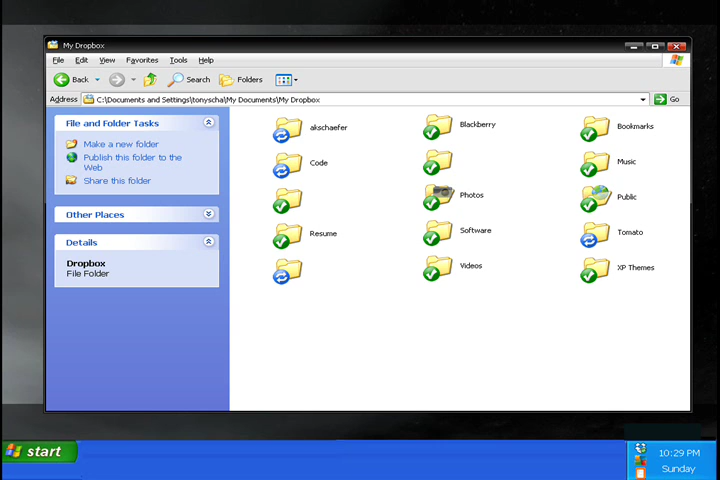 My Dropbox
File Edit View Favorites Tools Help
Back Search Folders
Address C:\Documents and Settings\tonyscha\My Documents\My Dropbox Go
File and Folder Tasks
Make a new folder
Publish this folder to the
Web
Share this folder
Other Places
Details
Dropbox
File Folder
akschaefer Blackberry Bookmarks
Code Music
Photos Public
Resume Software Tomato
Videos XP Themes
start
10:29 PM
Sunday